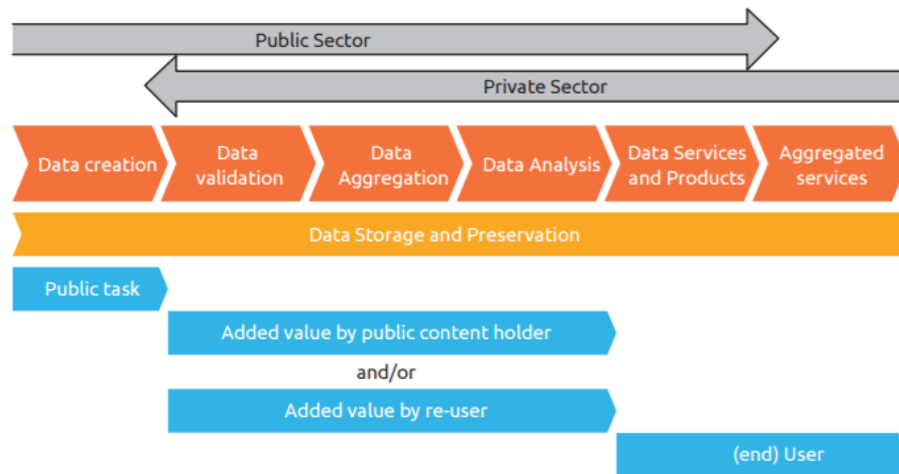 Public Sector
Private Sector
Data creation
Data
validation
Data
Aggregation
Data Analysis
Data Services
and Products
Aggregated
services
Data Storage and Preservation
Public task
Added value by public content holder
and/or
Added value by re-user
(end) User